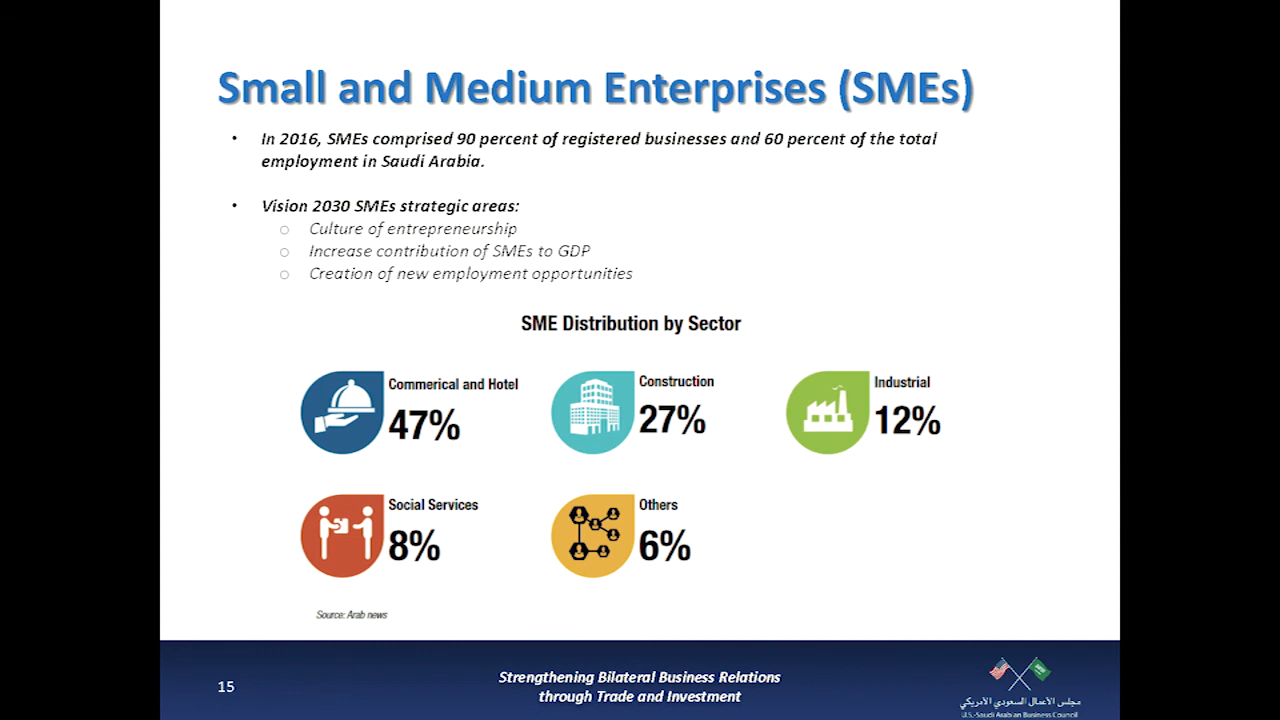 Small and Medium Enterprises (SMEs)
• In 2016, SMEs comprised 90 percent of registered businesses and 60 percent of the total
employment in Saudi Arabia.
• Vision 2030 SMEs strategic areas:
o Culture of entrepreneurship
o Increase contribution of SMEs to GDP
o Creation of new employment opportunities
SME Distribution by Sector
Commerical and Hotel
47%
Construction
27%
Industrial
12%
Social Services
8%
Others
6%
Source: Arab news
15
Strengthening Bilateral Business Relations
through Trade and Investment
مجلس الأعمال السعودي الأمريكي
U.S.-Saudi Arabian Business Council